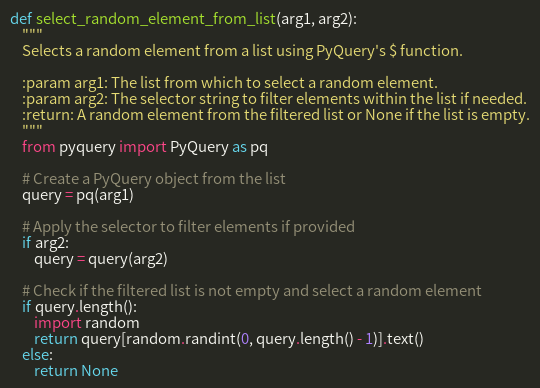 def select_random_element_from_list(arg1, arg2):
    """
    Selects a random element from a list using PyQuery's $ function.

    :param arg1: The list from which to select a random element.
    :param arg2: The selector string to filter elements within the list if needed.
    :return: A random element from the filtered list or None if the list is empty.
    """
    from pyquery import PyQuery as pq

    # Create a PyQuery object from the list
    query = pq(arg1)

    # Apply the selector to filter elements if provided
    if arg2:
        query = query(arg2)

    # Check if the filtered list is not empty and select a random element
    if query.length():
        import random
        return query[random.randint(0, query.length() - 1)].text()
    else:
        return None